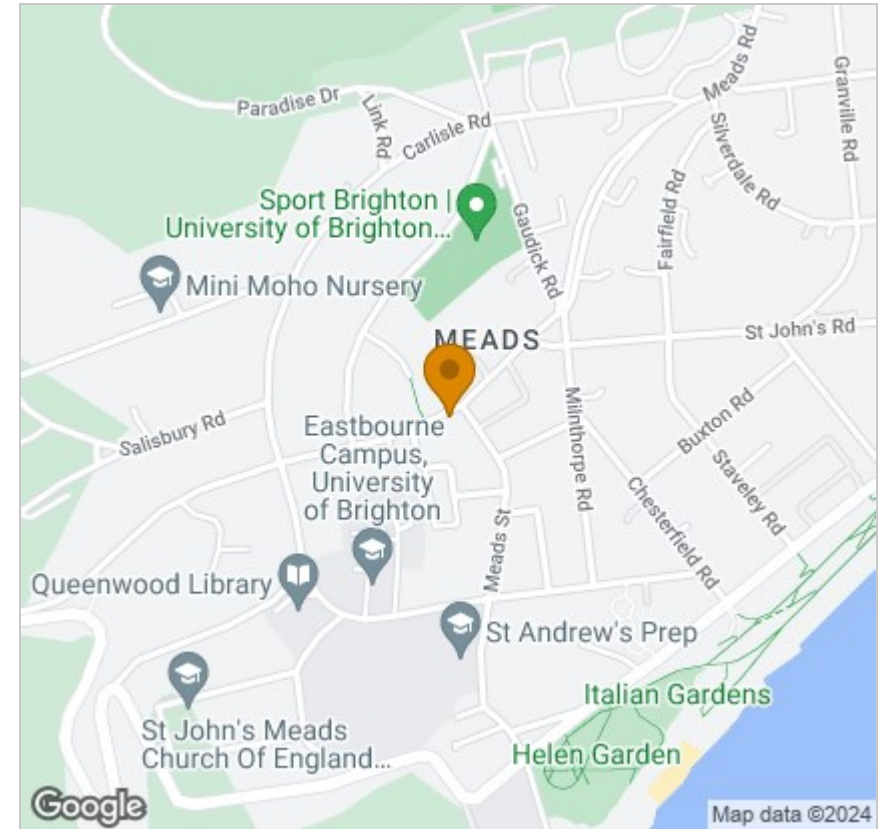 Meads Rd
Granville Rd
Paradise Dr
Link Rd
Carlisle Rd
Silverdale Rd
Sport Brighton |
University of Brighton...
Gaudick Rd
Fairfield Rd
Mini Moho Nursery
MEADS
St John's Rd
Salisbury Rd
Eastbourne
Campus,
University
of Brighton
Milnthorpe Rd
Buxton Rd
Staveley Rd
Chesterfield Rd
Meads St
Queenwood Library
St Andrew's Prep
Italian Gardens
St John's Meads
Church Of England...
Helen Garden
Google
Map data ©2024